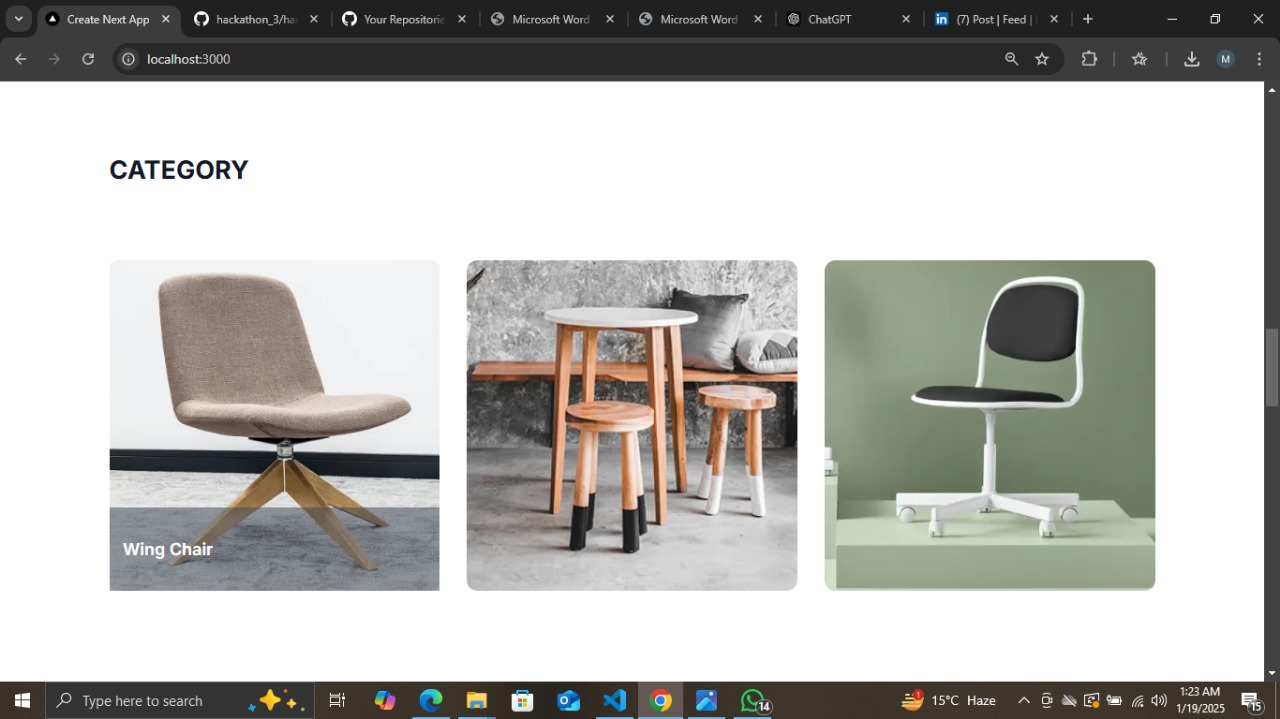 Create Next App
hackathon_3/ha
Your Repositorie
Microsoft Word
Microsoft Word
ChatGPT
(7) Post | Feed |
localhost:3000
M
CATEGORY
Wing Chair
Type here to search
14
1
15°C Haze
1:23 AM
1/19/2025
15